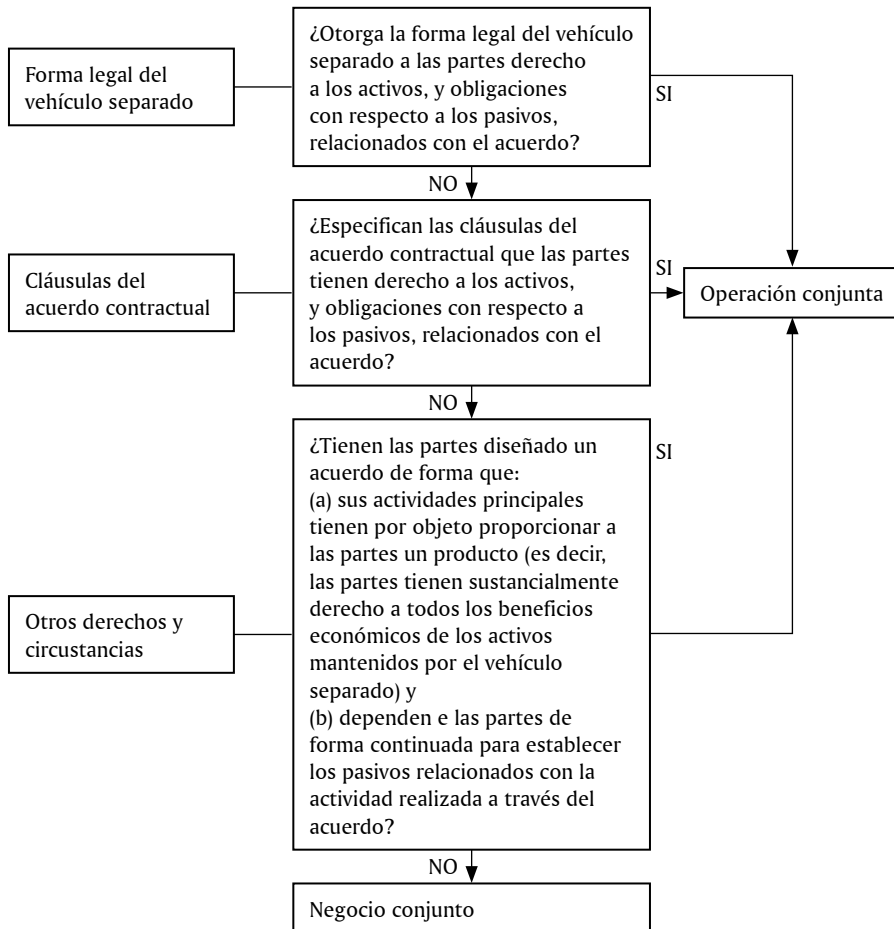 ¿Otorga la forma legal del vehículo
separado a las partes derecho
a los activos, y obligaciones
con respecto a los pasivos,
relacionados con el acuerdo?
Forma legal del
vehículo separado
SI
NO
¿Especifican las cláusulas del
acuerdo contractual que las partes
tienen derecho a los activos,
y obligaciones con respecto a
los pasivos, relacionados con el
acuerdo?
Cláusulas del
acuerdo contractual
SI
Operación conjunta
NO
¿Tienen las partes diseñado un
acuerdo de forma que:
(a) sus actividades principales
tienen por objeto proporcionar a
las partes un producto (es decir,
las partes tienen sustancialmente
derecho a todos los beneficios
económicos de los activos
mantenidos por el vehículo
separado) y
(b) dependen e las partes de
forma continuada para establecer
los pasivos relacionados con la
actividad realizada a través del
acuerdo?
SI
Otros derechos y
circustancias
NO
Negocio conjunto